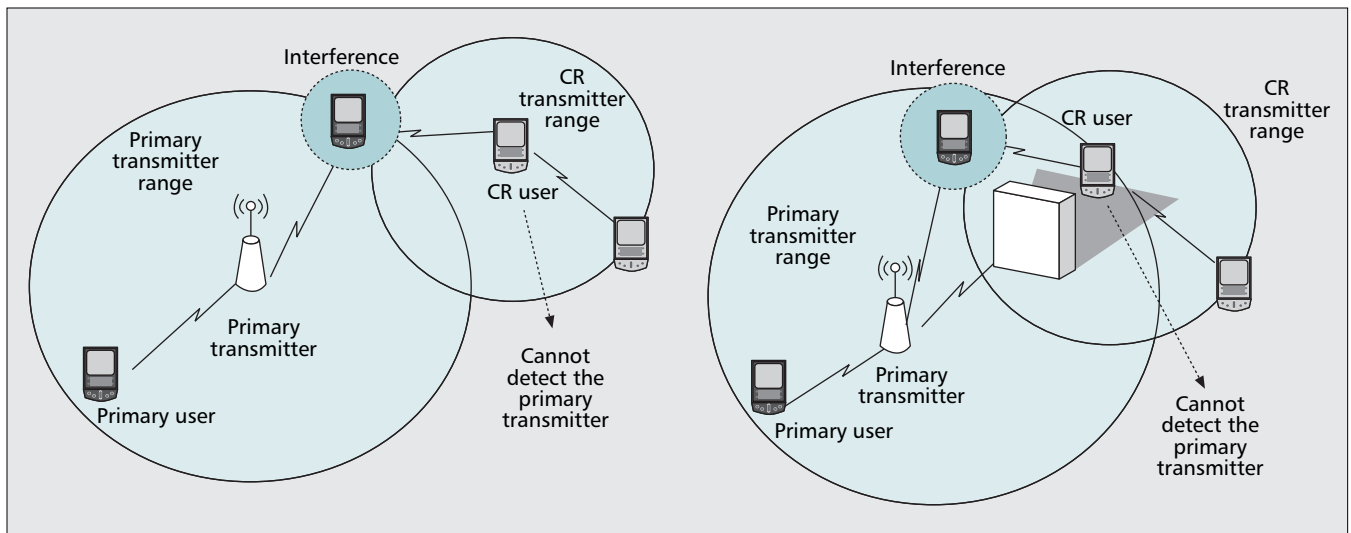 Interference
CR
transmitter
range
Primary
transmitter
range
CR user
Primary
transmitter
Primary user
Cannot
detect the
primary
transmitter
Interference
CR
transmitter
range
CR user
Primary
transmitter
range
Primary
transmitter
Primary user
Cannot
detect the
primary
transmitter